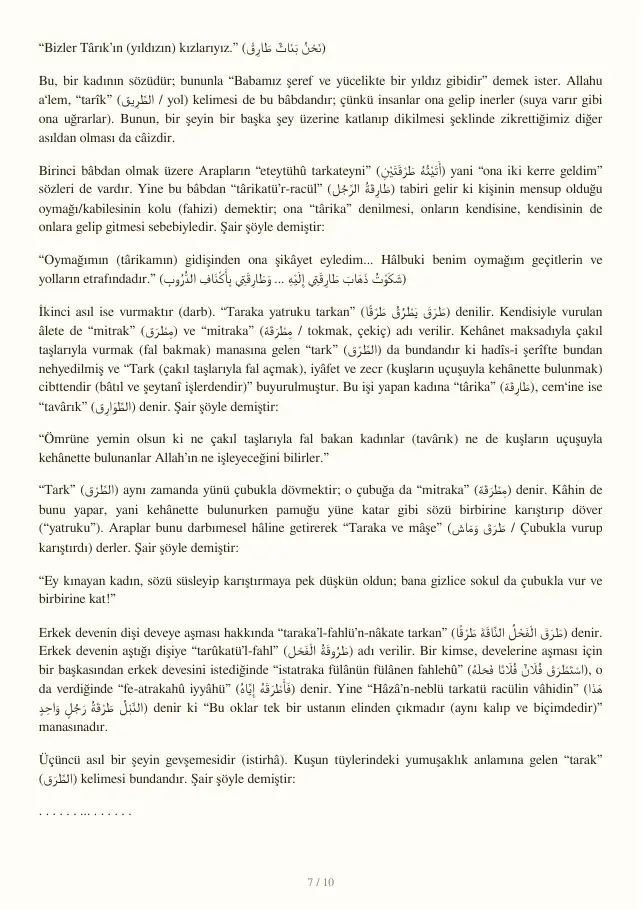 “Bizler Târık’ın (yıldızın) kızlarıyız.” (نَحْنُ بَنَاتُ طَارِقْ)
Bu, bir kadının sözüdür; bununla “Babamız şeref ve yücelikte bir yıldız gibidir” demek ister. Allahu
a‘lem, “tarîk” (الطَّرِيق / yol) kelimesi de bu bâbdandır; çünkü insanlar ona gelip inerler (suya varır gibi
ona uğrarlar). Bunun, bir şeyin bir başka şey üzerine katlanıp dikilmesi şeklinde zikrettiğimiz diğer
asıldan olması da câizdir.
Birinci bâbdan olmak üzere Arapların “eteytühû tarkateyni” (أَتَيْتُهُ طَرْقَتَيْنِ) yani “ona iki kerre geldim”
sözleri de vardır. Yine bu bâbdan “târikatü’r-racül” (طَارِقَةُ الرَّجُل) tabiri gelir ki kişinin mensup olduğu
oymağı/kabilesinin kolu (fahizi) demektir; ona “târika” denilmesi, onların kendisine, kendisinin de
onlara gelip gitmesi sebebiyledir. Şair şöyle demiştir:
“Oymağımın (târikamın) gidişinden ona şikâyet eyledim... Hâlbuki benim oymağım geçitlerin ve
yolların etrafındadır.” (شَكَوْتُ ذَهَابَ طَارِقَتِي إِلَيْهِ ... وَطَارِقَتِي بِأَكْنَافِ الدُّرُوبِ)
İkinci asıl ise vurmaktır (darb). “Taraka yatruku tarkan” (طَرَقَ يَطْرُقُ طَرْقًا) denilir. Kendisiyle vurulan
âlete de “mitrak” (مِطْرَق) ve “mitraka” (مِطْرَقَة / tokmak, çekiç) adı verilir. Kehânet maksadıyla çakıl
taşlarıyla vurmak (fal bakmak) manasına gelen “tark” (الطَّرْق) da bundandır ki hadîs-i şerîfte bundan
nehyedilmiş ve “Tark (çakıl taşlarıyla fal açmak), iyâfet ve zecr (kuşların uçuşuyla kehânette bulunmak)
cibttendir (bâtıl ve şeytanî işlerdendir)” buyurulmuştur. Bu işi yapan kadına “târika” (طَارِقَة), cem‘ine ise
“tavârık” (الطَّوَارِق) denir. Şair şöyle demiştir:
“Ömrüne yemin olsun ki ne çakıl taşlarıyla fal bakan kadınlar (tavârık) ne de kuşların uçuşuyla
kehânette bulunanlar Allah’ın ne işleyeceğini bilirler.”
“Tark” (الطَّرْق) aynı zamanda yünü çubukla dövmektir; o çubuğa da “mitraka” (مِطْرَقَة) denir. Kâhin de
bunu yapar, yani kehânette bulunurken pamuğu yüne katar gibi sözü birbirine karıştırıp döver
(“yatruku”). Araplar bunu darbımesel hâline getirerek “Taraka ve mâşe” (طَرَقَ وَمَاشَ / Çubukla vurup
karıştırdı) derler. Şair şöyle demiştir:
“Ey kınayan kadın, sözü süsleyip karıştırmaya pek düşkün oldun; bana gizlice sokul da çubukla vur ve
birbirine kat!”
Erkek devenin dişi deveye aşması hakkında “taraka’l-fahlü’n-nâkate tarkan” (طَرَقَ الْفَحْلُ النَّاقَةَ طَرْقًا) denir.
Erkek devenin aştığı dişiye “tarûkatü’l-fahl” (طَرُوقَةُ الْفَحْل) adı verilir. Bir kimse, develerine aşması için
bir başkasından erkek devesini istediğinde “istatraka fülânün fülânen fahlehû” (اسْتَطْرَقَ فُلَانٌ فُلَانًا فَحْلَهُ), o
da verdiğinde “fe-atrakahû iyyâhü” (فَأَطْرَقَهُ إِيَّاهُ) denir. Yine “Hâzâ’n-neblü tarkatü racülin vâhidin” (هَذَا
النَّبْلُ طَرْقَةُ رَجُلٍ وَاحِدٍ) denir ki “Bu oklar tek bir ustanın elinden çıkmadır (aynı kalıp ve biçimdedir)”
manasınadır.
Üçüncü asıl bir şeyin gevşemesidir (istirhâ). Kuşun tüylerindeki yumuşaklık anlamına gelen “tarak”
(الطَّرَق) kelimesi bundandır. Şair şöyle demiştir:
. . . . . . ... . . . . . .
7 / 10